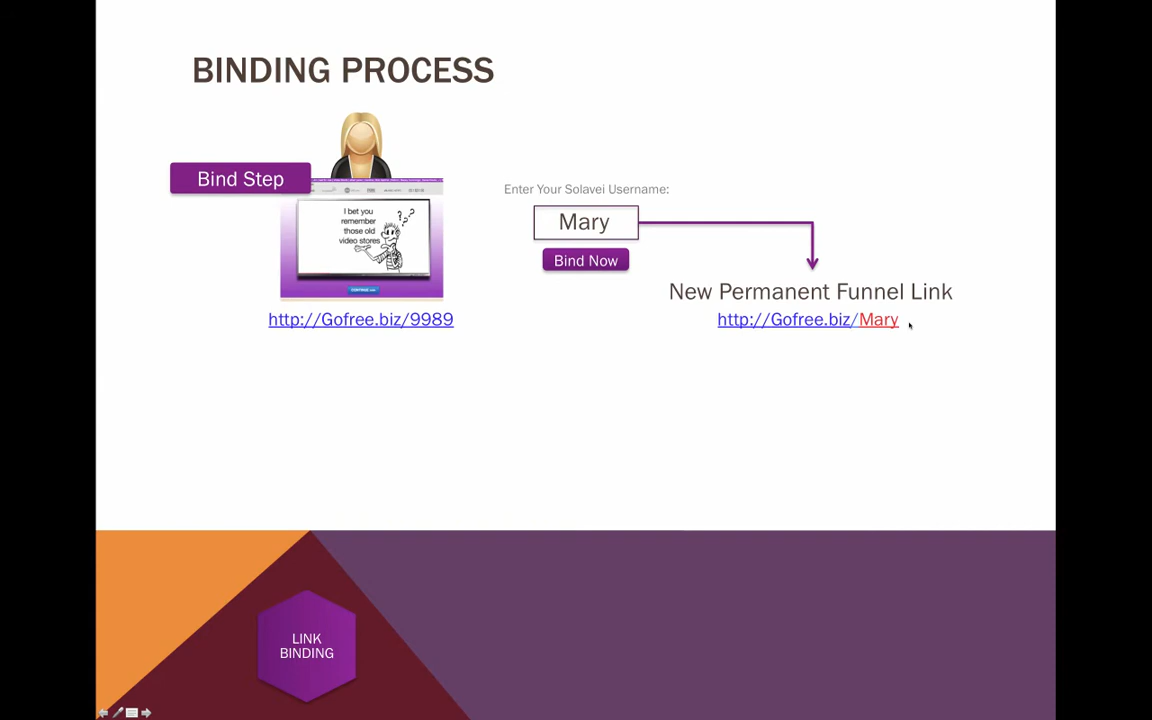 BINDING PROCESS
Bind Step
I bet you
remember
those old
video stores
???
http://Gofree.biz/9989
Enter Your Solavei Username:
Mary
Bind Now
New Permanent Funnel Link
http://Gofree.biz/Mary
LINK
BINDING